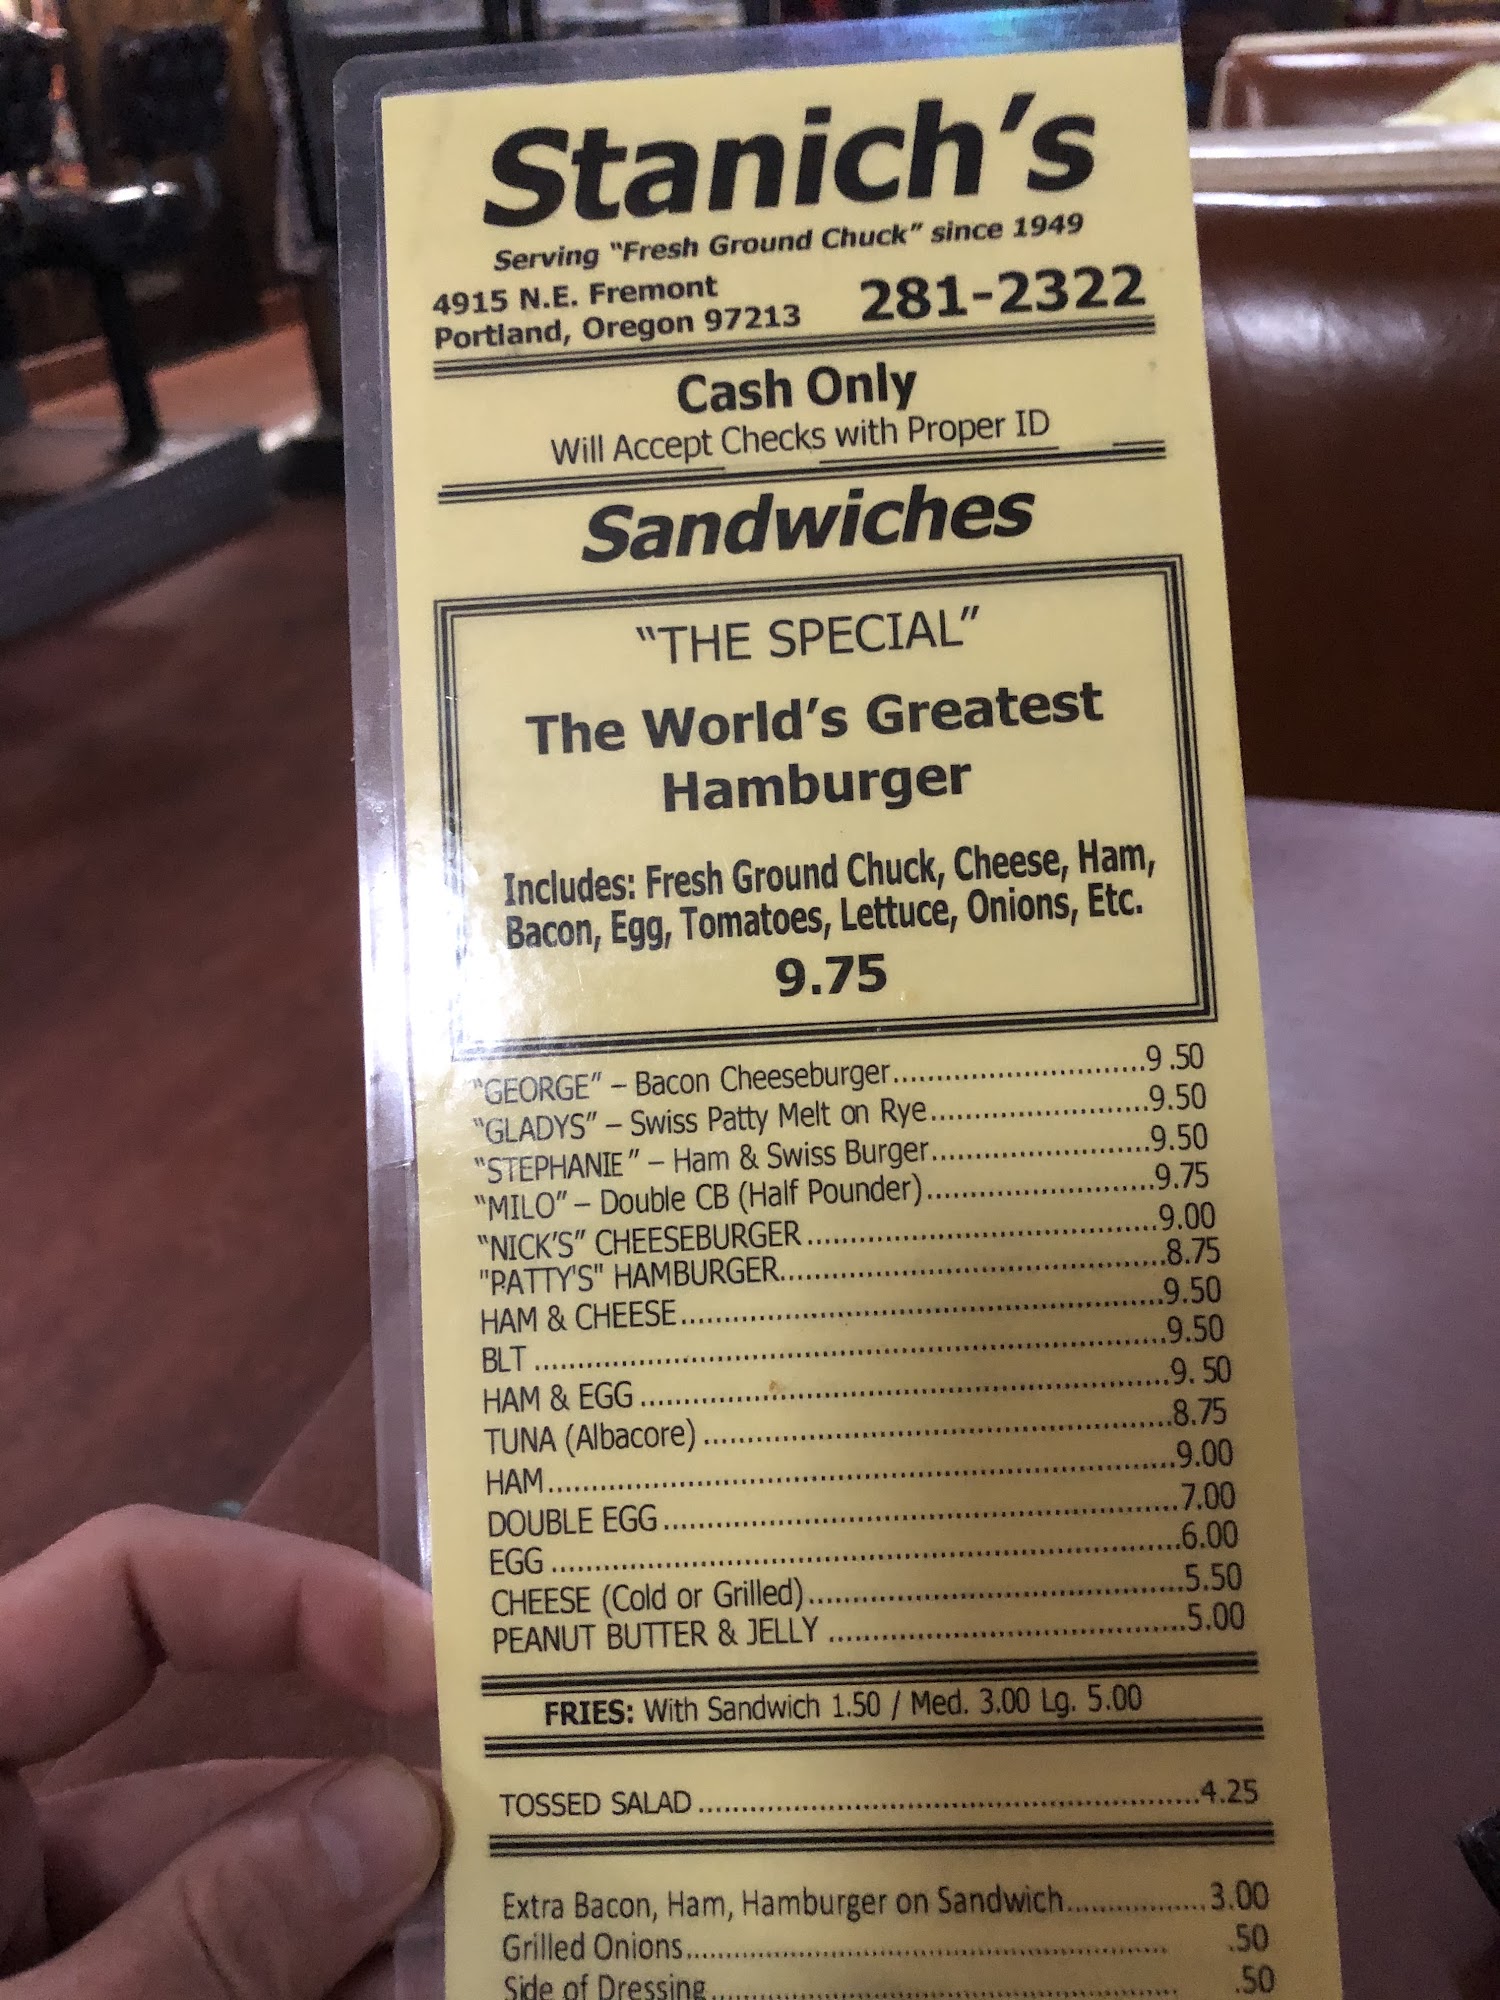 Stanich's
Serving "Fresh Ground Chuck" since 1949
4915 N.E. Fremont
Portland, Oregon 97213
281-2322
Cash Only
Will Accept Checks with Proper ID
Sandwiches
"THE SPECIAL"
The World's Greatest
Hamburger
Includes: Fresh Ground Chuck, Cheese, Ham,
Bacon, Egg, Tomatoes, Lettuce, Onions, Etc.
9.75
"GEORGE" – Bacon Cheeseburger..............................9 .50
"GLADYS" – Swiss Patty Melt on Rye.........................9.50
"STEPHANIE" – Ham & Swiss Burger.........................9.50
"MILO" – Double CB (Half Pounder)..........................9.75
"NICK'S" CHEESEBURGER........................................9.00
"PATTY'S" HAMBURGER............................................8.75
HAM & CHEESE.......................................................9.50
BLT ........................................................................9.50
HAM & EGG ............................................................9. 50
TUNA (Albacore) .....................................................8.75
HAM.......................................................................9.00
DOUBLE EGG ..........................................................7.00
EGG .......................................................................6.00
CHEESE (Cold or Grilled)..........................................5.50
PEANUT BUTTER & JELLY ........................................5.00
FRIES: With Sandwich 1.50 / Med. 3.00 Lg. 5.00
TOSSED SALAD .......................................................4.25
Extra Bacon, Ham, Hamburger on Sandwich.................3.00
Grilled Onions....................................................... .50
Side of Dressing..................................................... .50